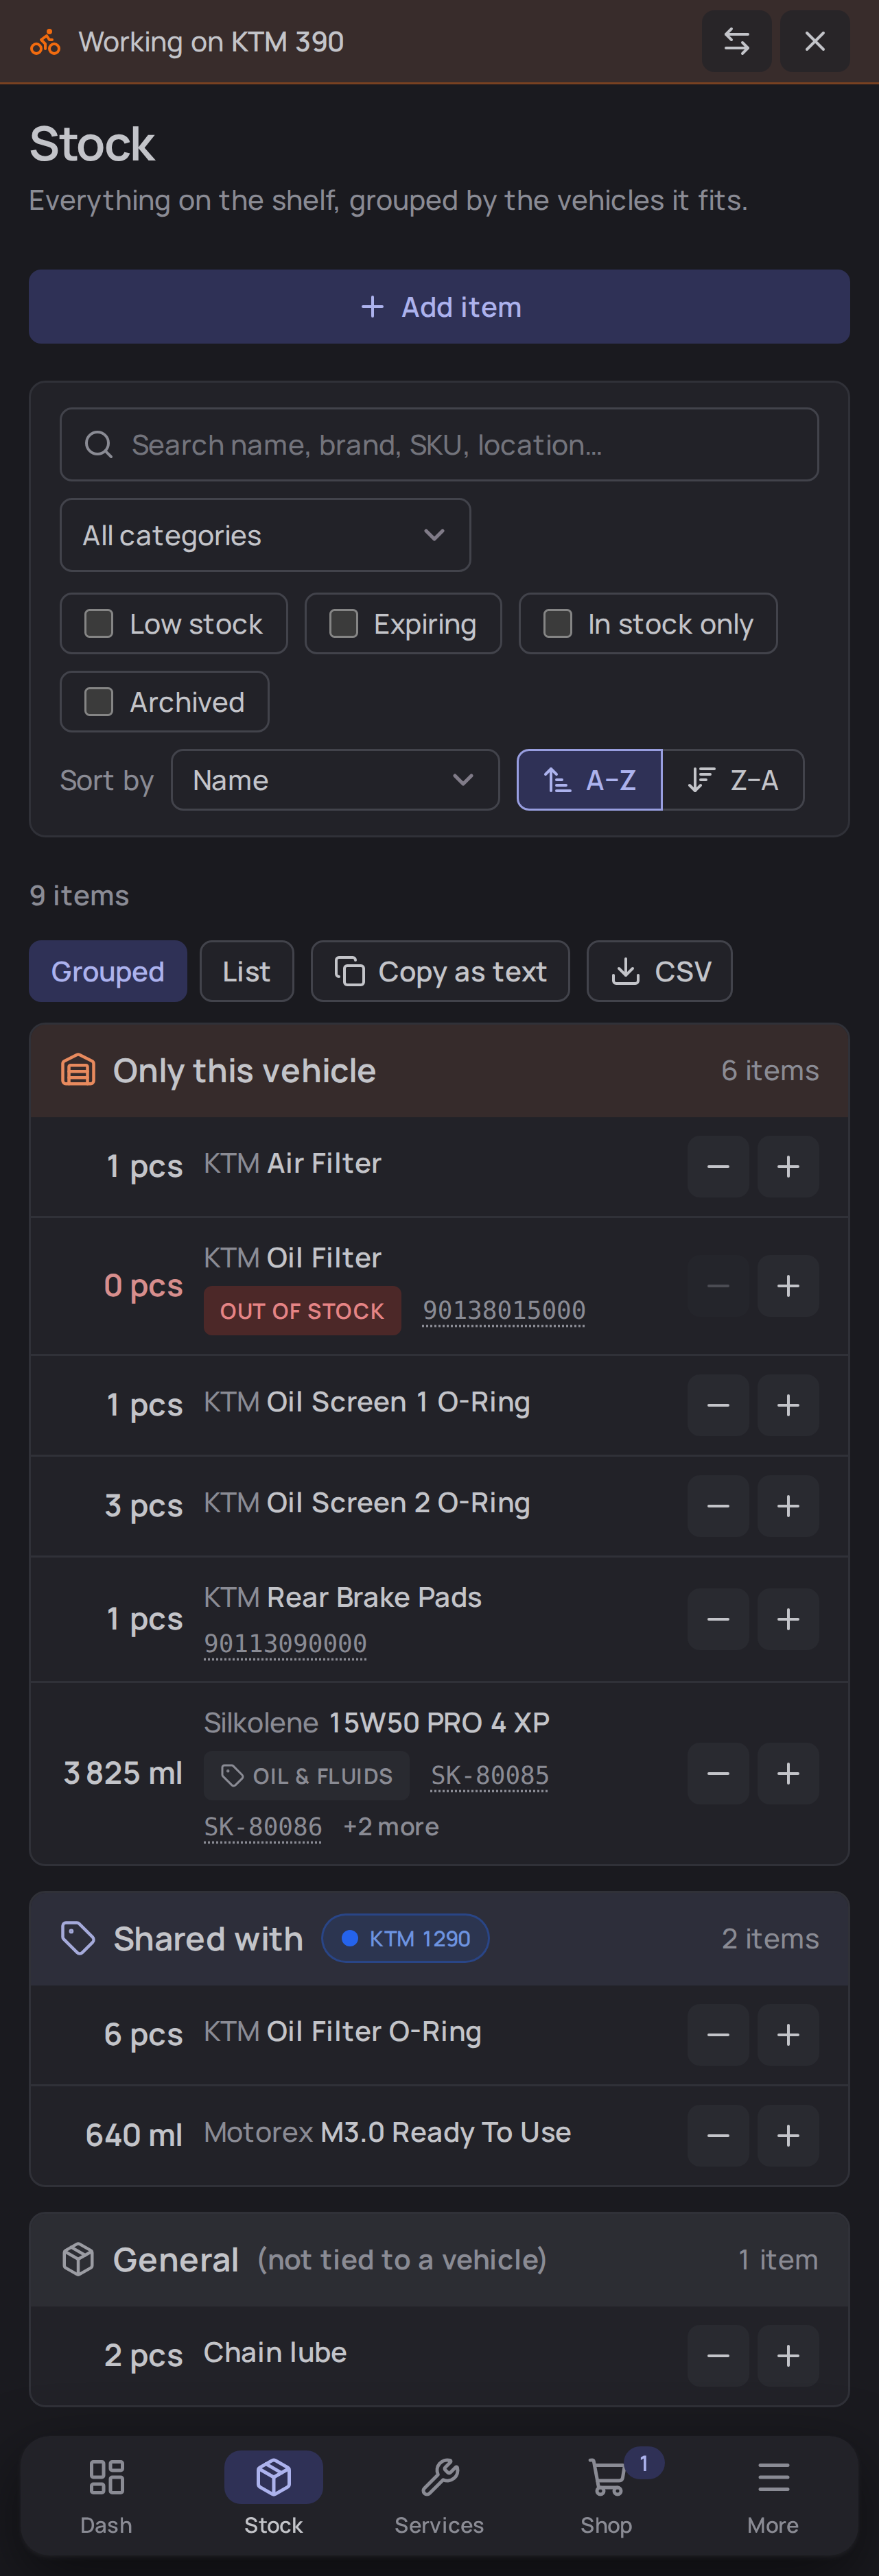 Working on KTM 390
Stock
Everything on the shelf, grouped by the vehicles it fits.
Add item
Search name, brand, SKU, location…
All categories
Low stock
Expiring
In stock only
Archived
Sort by
Name
A–Z
Z–A
9 items
Grouped
List
Copy as text
CSV
Only this vehicle
6 items
1 pcs
KTM Air Filter
0 pcs
KTM Oil Filter
OUT OF STOCK
90138015000
1 pcs
KTM Oil Screen 1 O-Ring
3 pcs
KTM Oil Screen 2 O-Ring
1 pcs
KTM Rear Brake Pads
90113090000
3 825 ml
Silkolene 15W50 PRO 4 XP
OIL & FLUIDS
SK-80085
SK-80086
+2 more
Shared with
KTM 1290
2 items
6 pcs
KTM Oil Filter O-Ring
640 ml
Motorex M3.0 Ready To Use
General (not tied to a vehicle)
1 item
2 pcs
Chain lube
Dash
Stock
Services
1
Shop
More